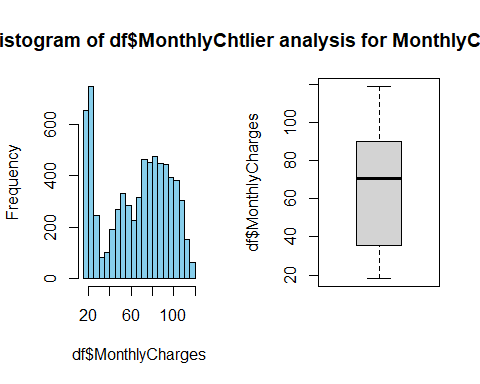 istogram of df$MonthlyChtlier analysis for MonthlyC
Frequency
0 200 400 600
20 60 100
df$MonthlyCharges
df$MonthlyCharges
20 40 60 80 100